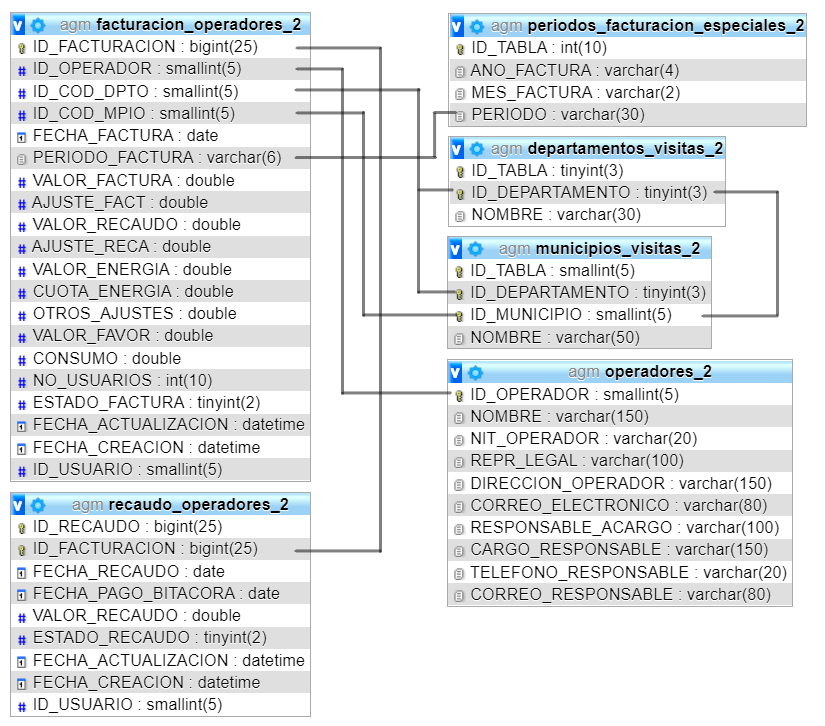 v agm facturacion_operadores_2
ID_FACTURACION : bigint(25)
# ID_OPERADOR : smallint(5)
# ID_COD_DPTO : smallint(5)
# ID_COD_MPIO : smallint(5)
FECHA_FACTURA : date
PERIODO_FACTURA : varchar(6)
# VALOR_FACTURA : double
# AJUSTE_FACT : double
# VALOR_RECAUDO : double
# AJUSTE_RECA : double
# VALOR_ENERGIA : double
# CUOTA_ENERGIA : double
# OTROS_AJUSTES : double
# VALOR_FAVOR : double
# CONSUMO : double
# NO_USUARIOS : int(10)
# ESTADO_FACTURA : tinyint(2)
FECHA_ACTUALIZACION : datetime
FECHA_CREACION : datetime
# ID_USUARIO : smallint(5)
v agm recaudo_operadores_2
ID_RECAUDO : bigint(25)
ID_FACTURACION : bigint(25)
FECHA_RECAUDO : date
FECHA_PAGO_BITACORA : date
# VALOR_RECAUDO : double
# ESTADO_RECAUDO : tinyint(2)
FECHA_ACTUALIZACION : datetime
FECHA_CREACION : datetime
# ID_USUARIO : smallint(5)
v agm periodos_facturacion_especiales_2
ID_TABLA : int(10)
ANO_FACTURA : varchar(4)
MES_FACTURA : varchar(2)
PERIODO : varchar(30)
v agm departamentos_visitas_2
ID_TABLA : tinyint(3)
ID_DEPARTAMENTO : tinyint(3)
NOMBRE : varchar(30)
v agm municipios_visitas_2
ID_TABLA : smallint(5)
ID_DEPARTAMENTO : tinyint(3)
ID_MUNICIPIO : smallint(5)
NOMBRE : varchar(50)
v agm operadores_2
ID_OPERADOR : smallint(5)
NOMBRE : varchar(150)
NIT_OPERADOR : varchar(20)
REPR_LEGAL : varchar(100)
DIRECCION_OPERADOR : varchar(150)
CORREO_ELECTRONICO : varchar(80)
RESPONSABLE_ACARGO : varchar(100)
CARGO_RESPONSABLE : varchar(150)
TELEFONO_RESPONSABLE : varchar(20)
CORREO_RESPONSABLE : varchar(80)